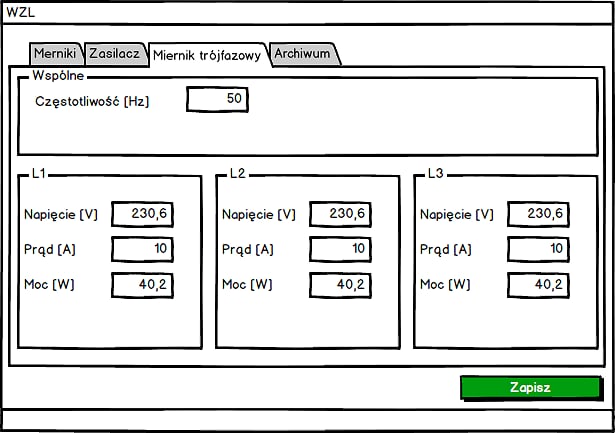 WZL
Merniki Zasilacz Miernik trójfazowy Archiwum
Wspólne
Częstotliwość [Hz] 50
L1 L2 L3
Napięcie [V] 230,6 Napięcie [V] 230,6 Napięcie [V] 230,6
Prąd [A] 10 Prąd [A] 10 Prąd [A] 10
Moc [W] 40,2 Moc [W] 40,2 Moc [W] 40,2
Zapisz